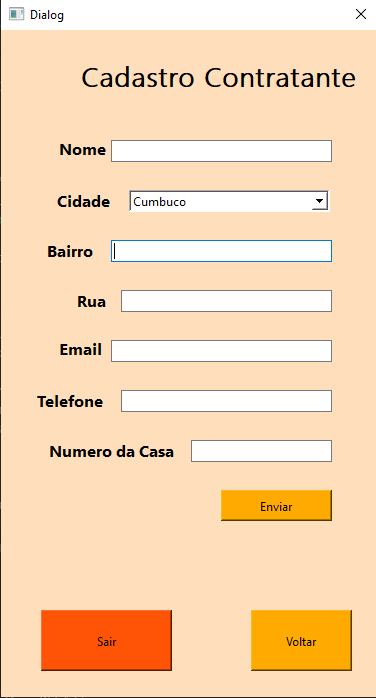 Dialog
Cadastro Contratante
Nome
Cidade Cumbuco
Bairro
Rua
Email
Telefone
Numero da Casa
Enviar
Sair Voltar